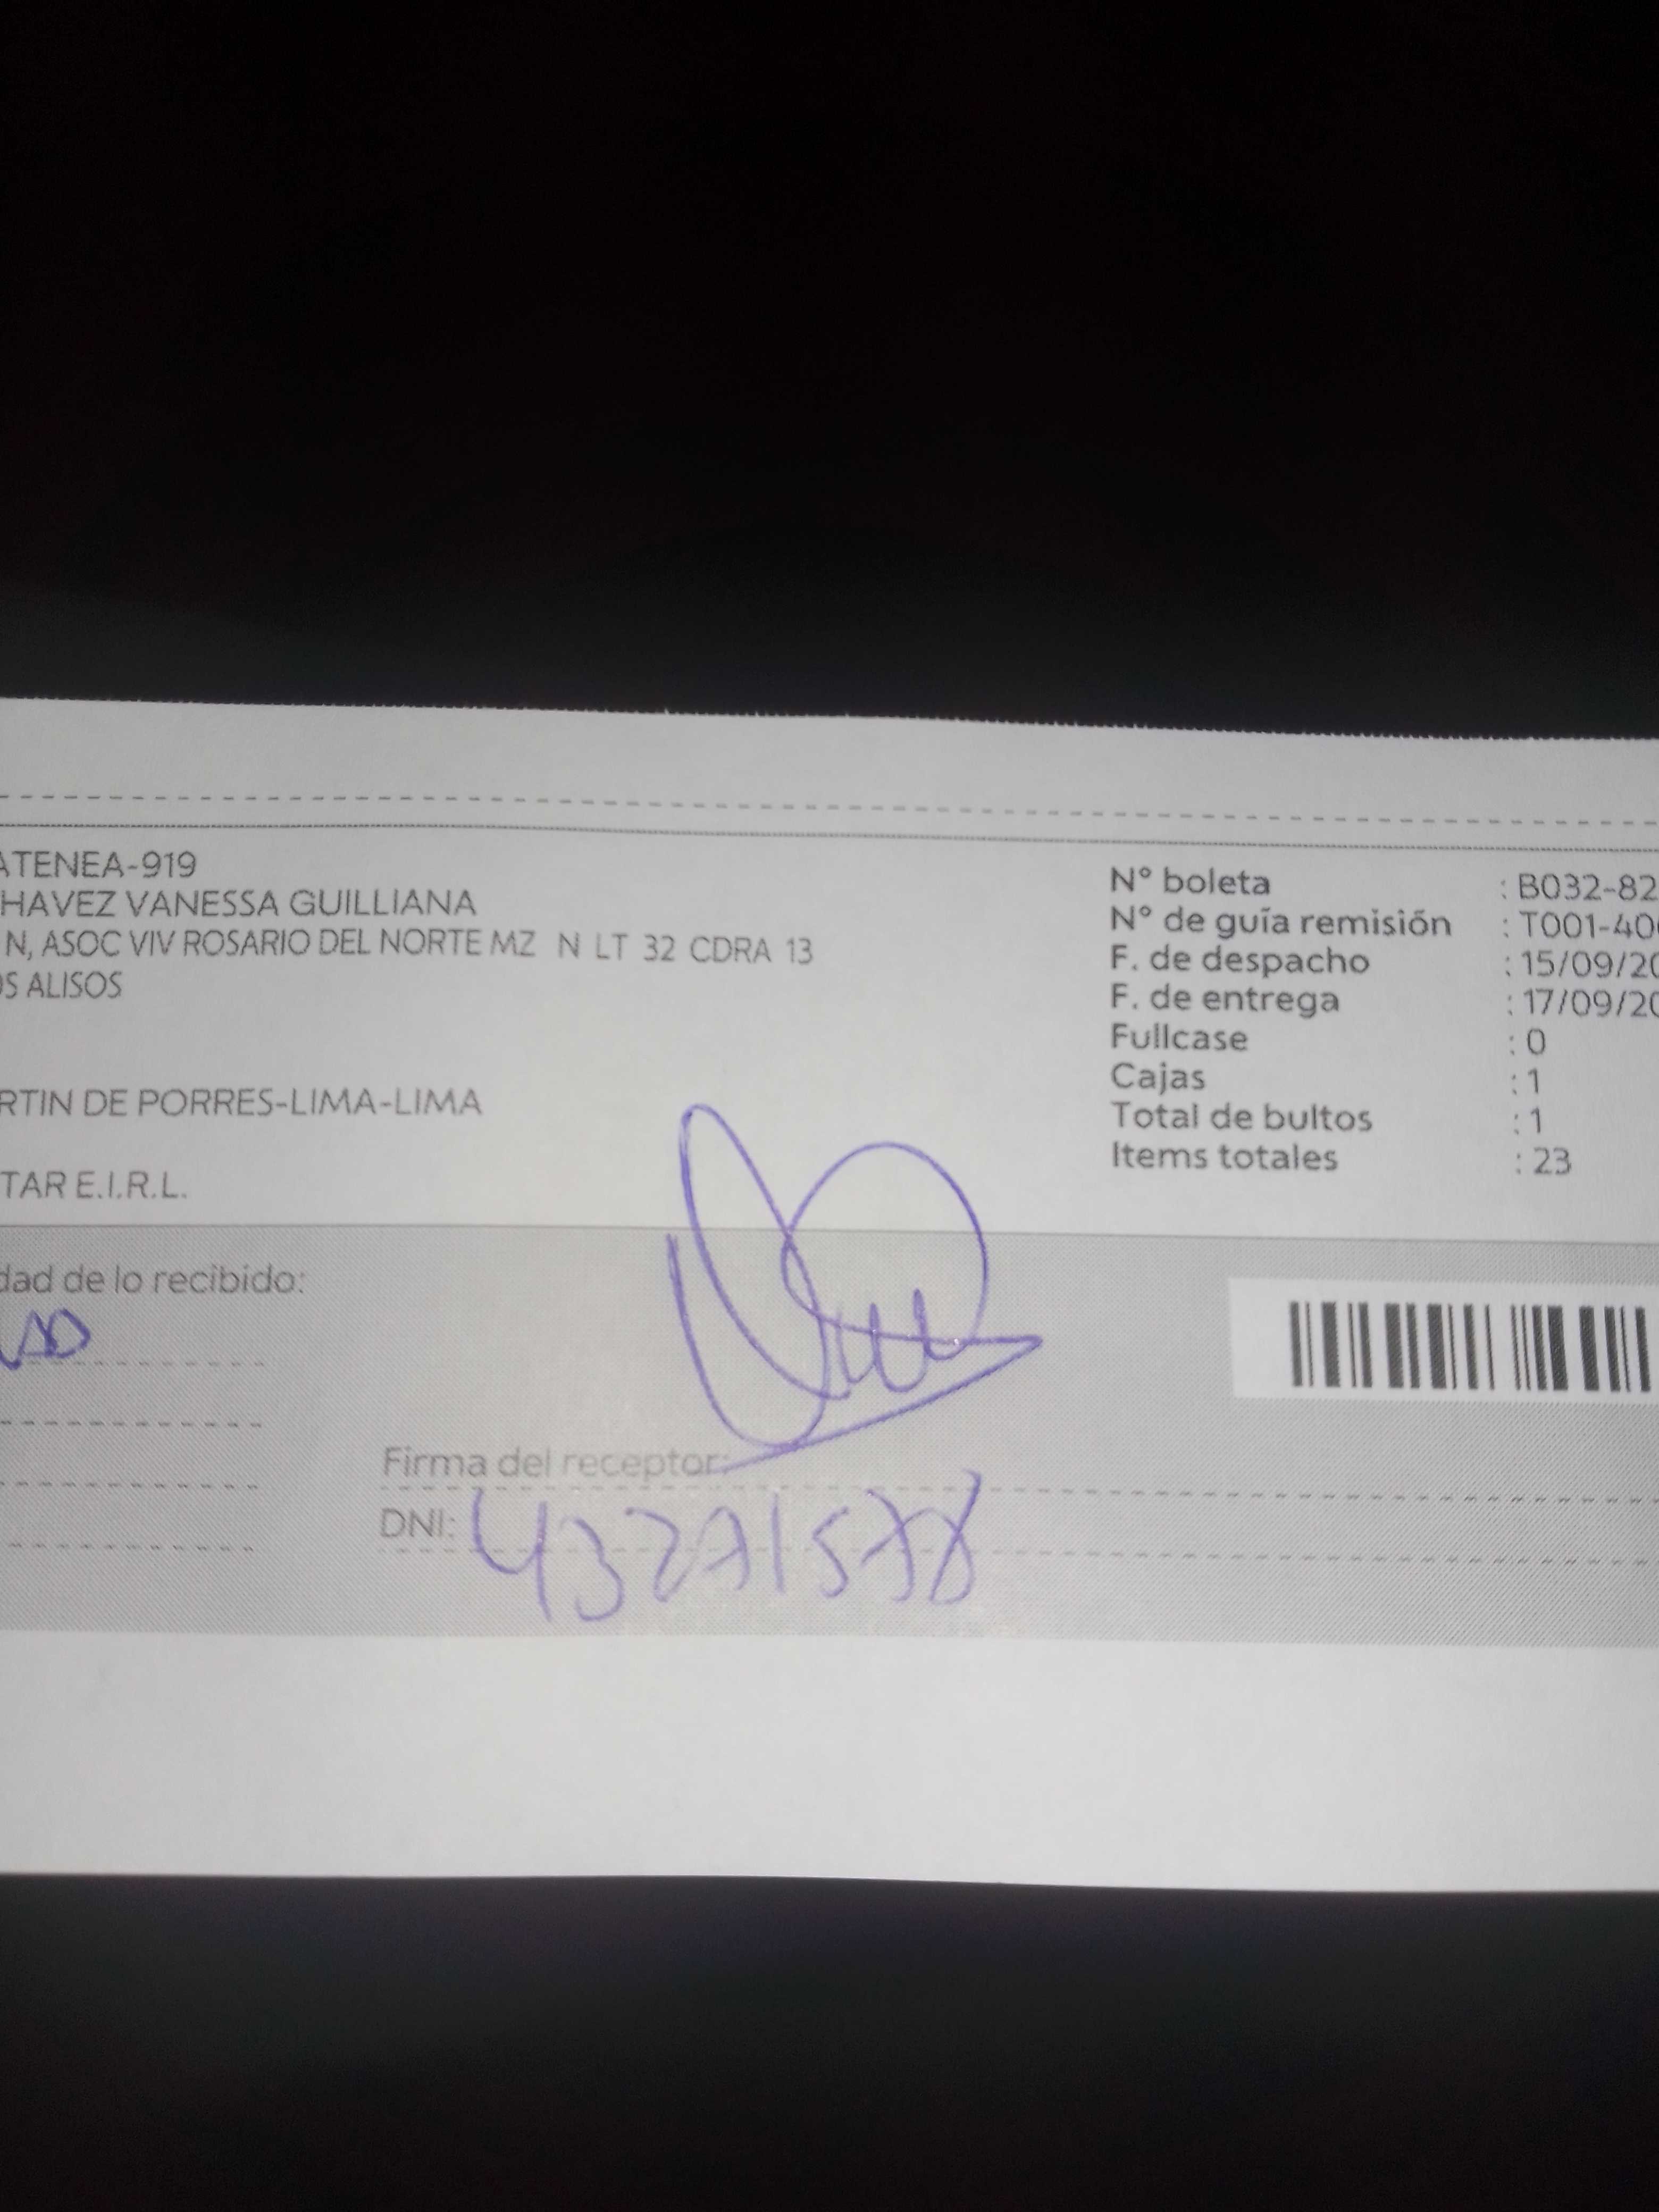 ATENEA-919
HAVEZ VANESSA GUILLIANA
N, ASOC VIV ROSARIO DEL NORTE MZ N LT 32 CDRA 13
OS ALISOS
RTIN DE PORRES-LIMA-LIMA
TAR E.I.R.L.
N° boleta : B032-82
N° de guía remisión : T001-40
F. de despacho : 15/09/20
F. de entrega : 17/09/20
Fullcase : 0
Cajas : 1
Total de bultos : 1
Items totales : 23
dad de lo recibido:
Firma del receptor:
DNI: 43271578